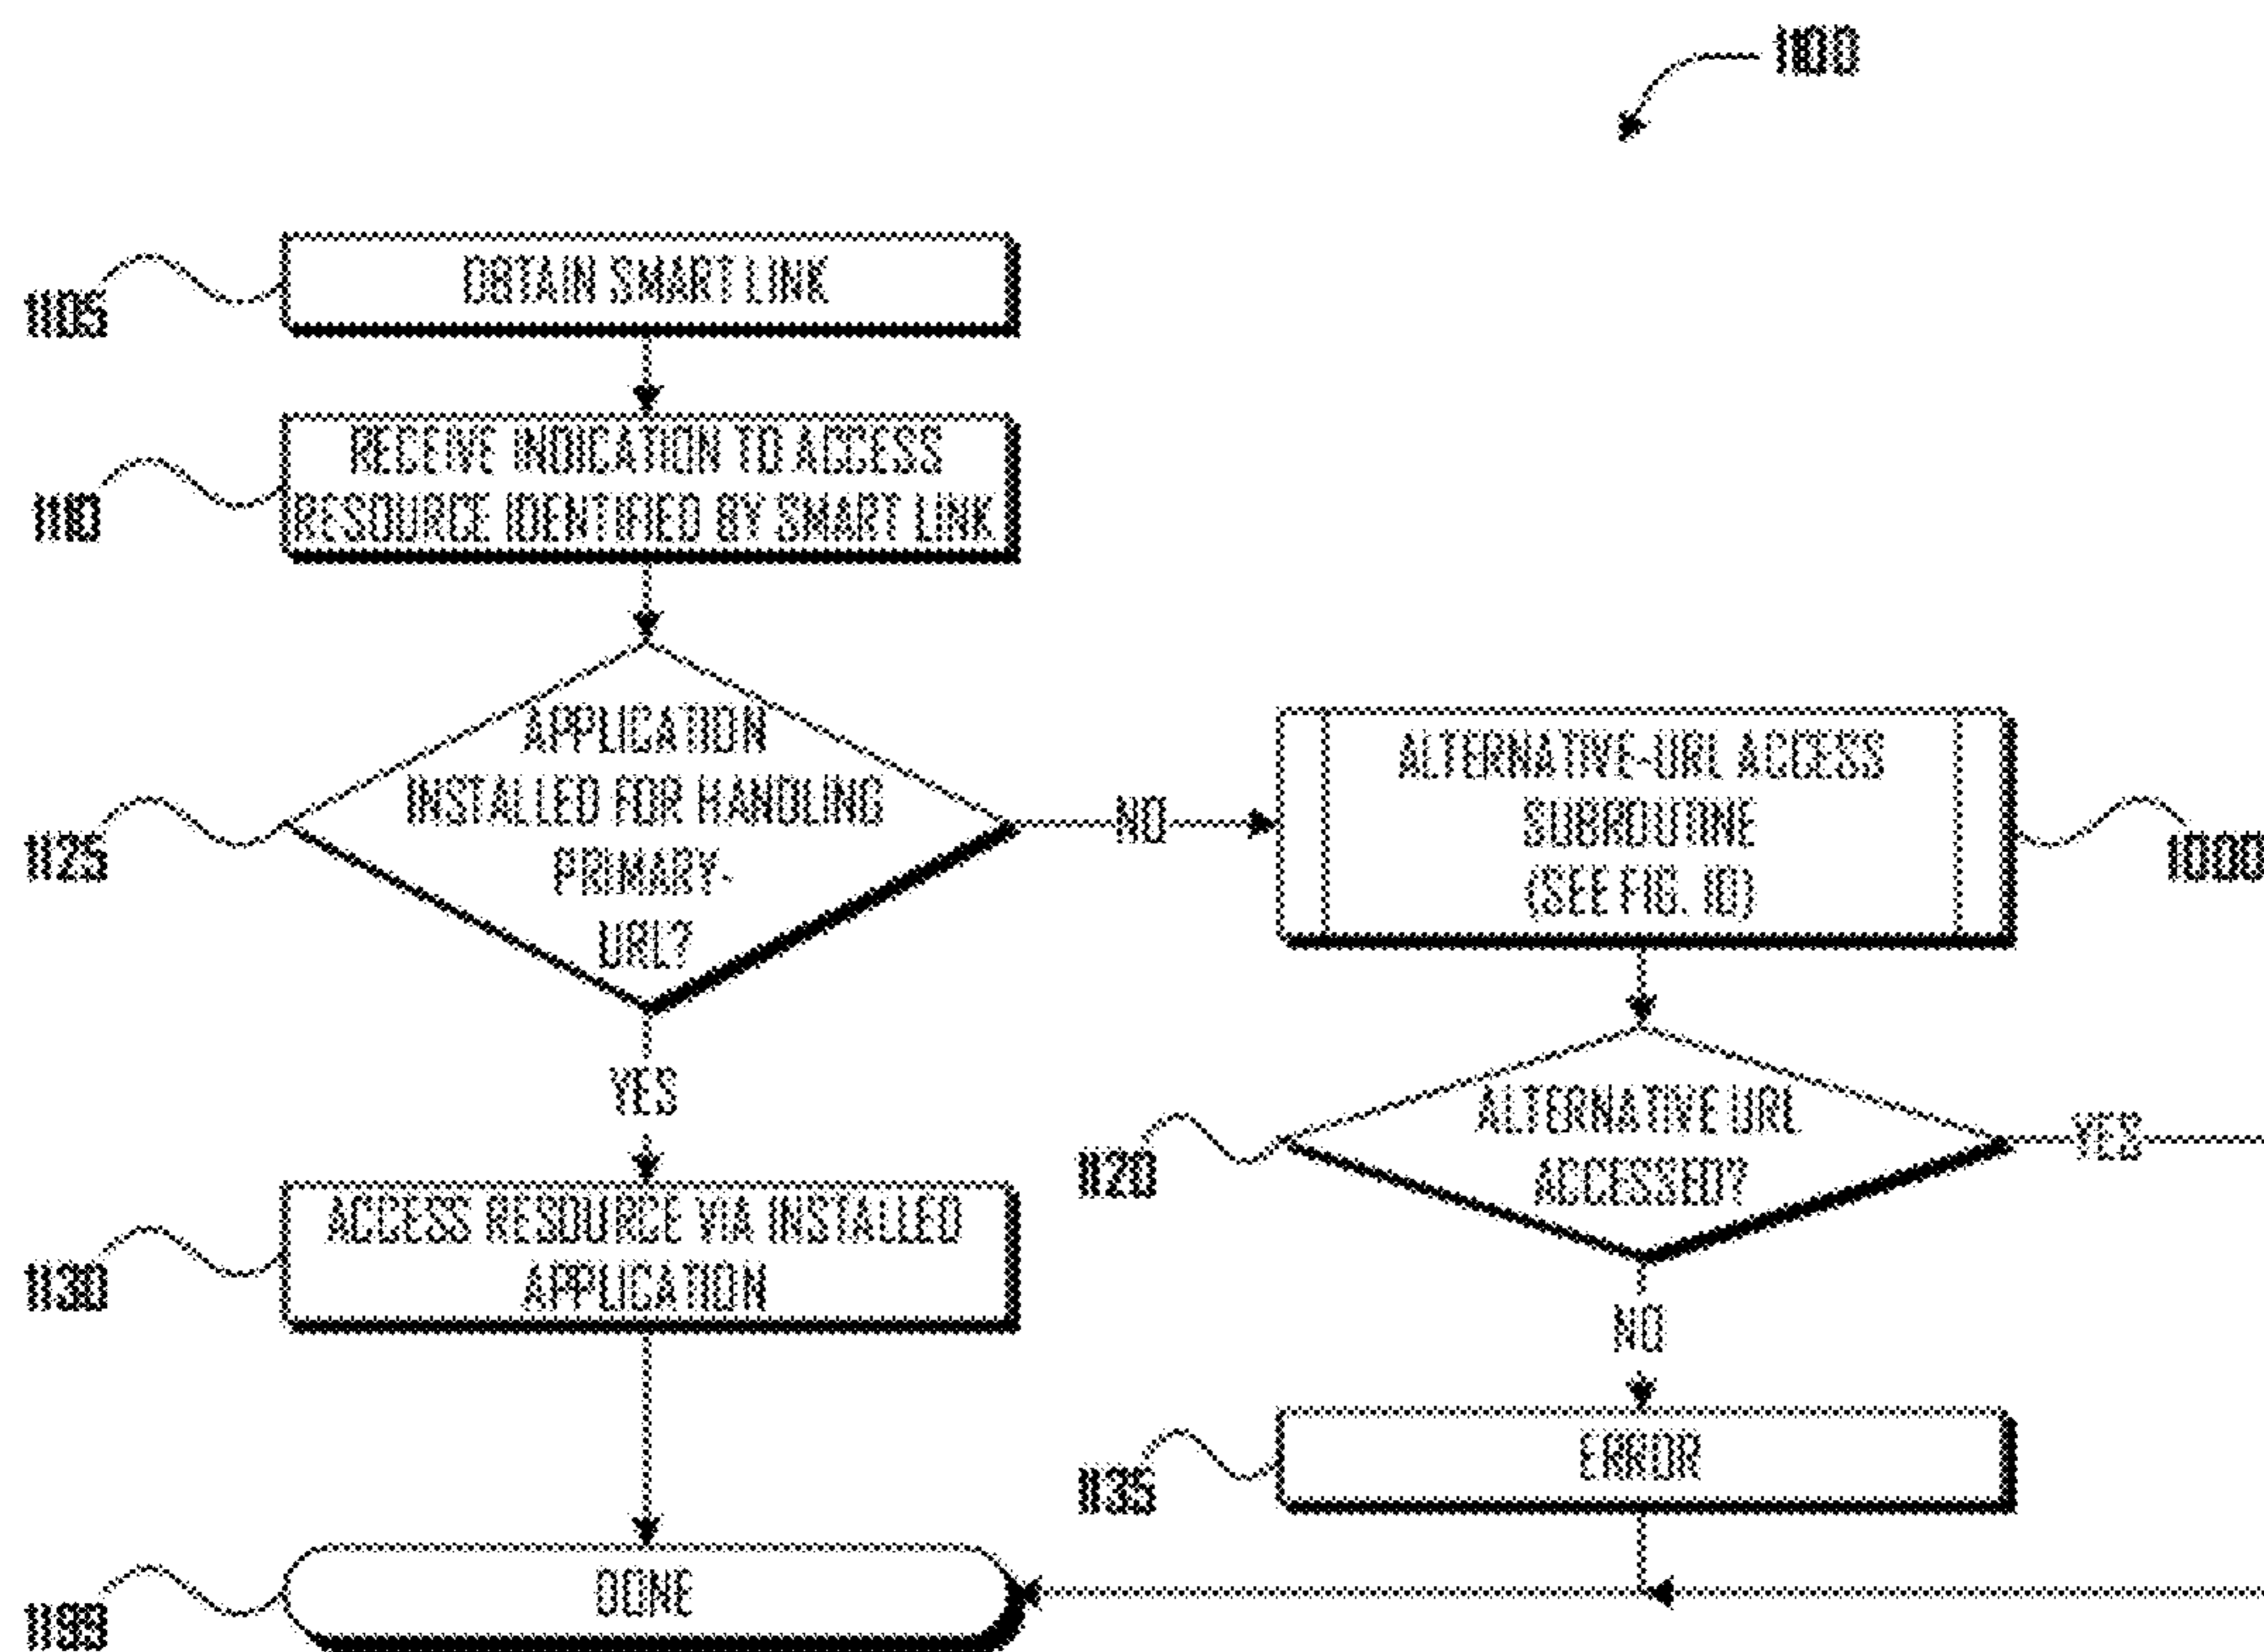 1100
1105
OBTAIN SMART LINK
1110
RECEIVE INDICATION TO ACCESS
RESOURCE IDENTIFIED BY SMART LINK
1125
APPLICATION
INSTALLED FOR HANDLING
PRIMARY-
URL?
NO
ALTERNATIVE-URL ACCESS
SUBROUTINE
(SEE FIG. 10)
1000
YES
1120
ALTERNATIVE URL
ACCESSED?
YES
1130
ACCESS RESOURCE VIA INSTALLED
APPLICATION
NO
1135
ERROR
1199
DONE